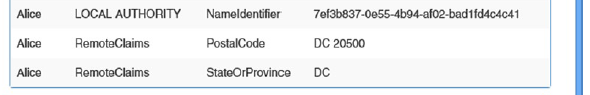 Alice LOCAL AUTHORITY NameIdentifier 7ef3b837-0e55-4b94-af02-bad1fd4c4c41
Alice RemoteClaims PostalCode DC 20500
Alice RemoteClaims StateOrProvince DC